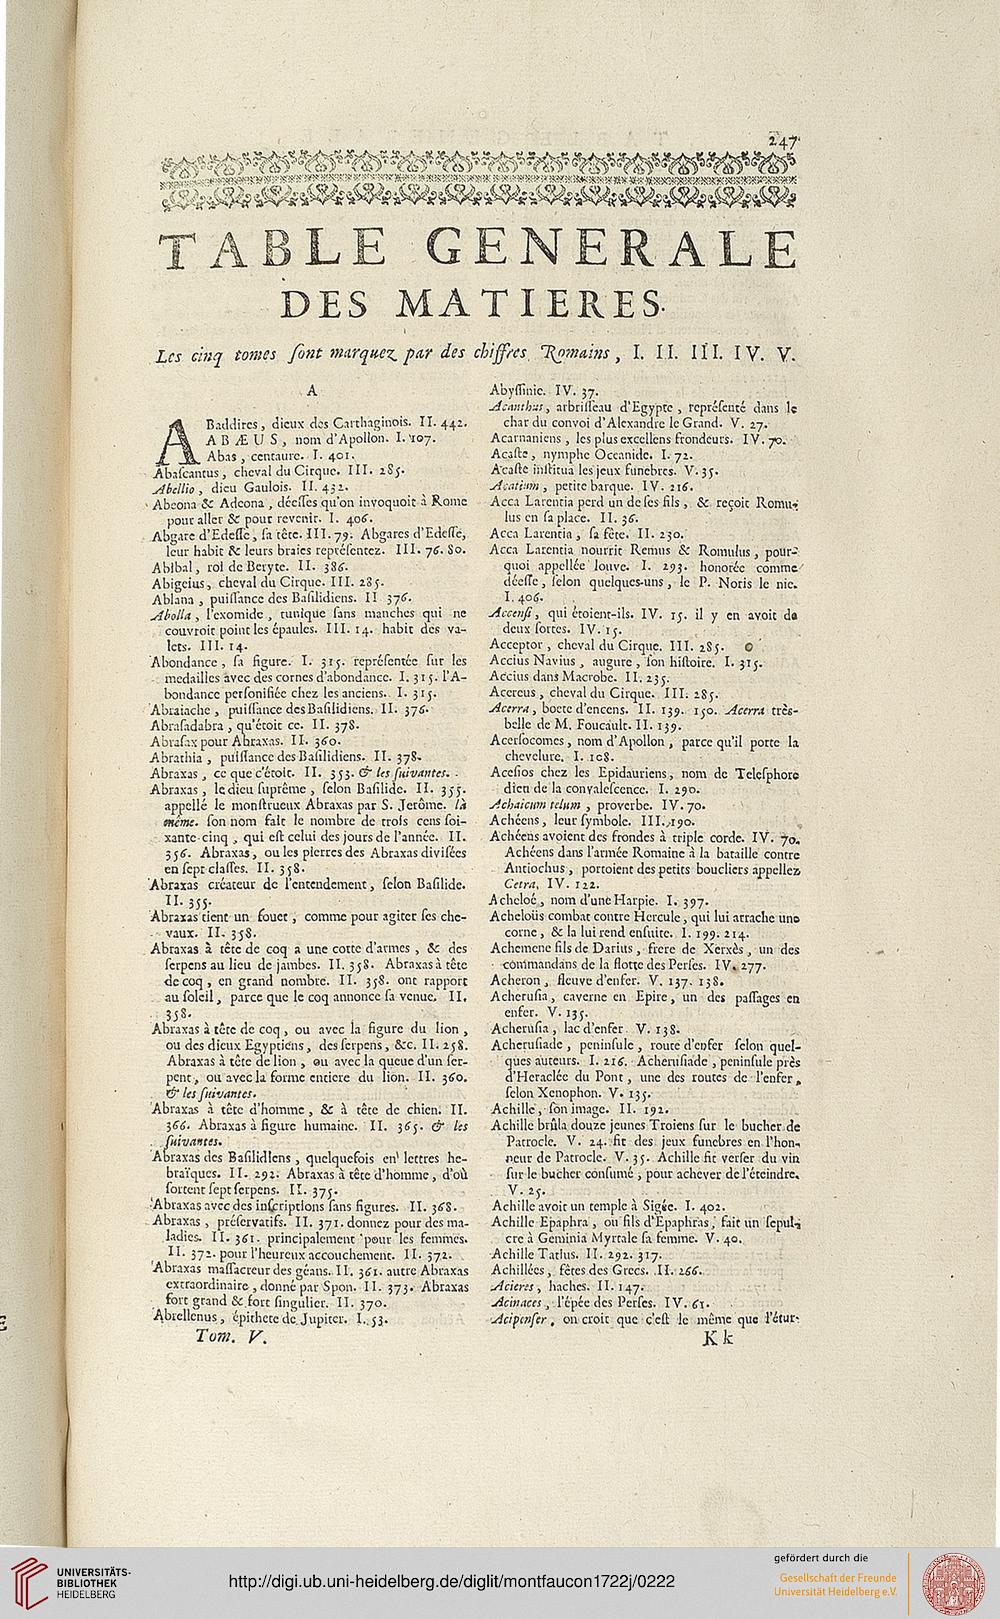 247
TABLE GENERALE
DES MATIERES.
Les cinq tomes ſont marquez par des chiffres Romains, I. II. III. IV. V.
A
ABaddires, dieux des Carthaginois. II. 442.
ABÆUS, nom d'Apollon. I. 107.
Abas, centaure. I. 401.
Abaſcantus, cheval du Cirque. III. 285.
Abellio, dieu Gaulois. II. 432.
Abeona & Adeona, déeſſes qu'on invoquoit à Rome
pour aller & pour revenir. I. 406.
Abgare d'Edeſſe, ſa tête. III. 79. Abgares d'Edeſſe,
leur habit & leurs braies repréſentez. III. 76. 80.
Abibal, roi de Beryte. II. 386.
Abigeius, cheval du Cirque. III. 285.
Ablana, puiſſance des Baſilidiens. II 376.
Abolla, l'exomide, tunique ſans manches qui ne
couvroit point les épaules. III. 14. habit des va-
lets. III. 14.
Abondance, ſa figure. I. 315. repréſentée ſur les
medailles avec des cornes d'abondance. I. 315. l'A-
bondance perſonifiée chez les anciens. I. 315.
Abraiache, puiſſance des Baſilidiens. II. 376.
Abraſadabra, qu'étoit ce. II. 378.
Abraſax pour Abraxas. II. 360.
Abrathia, puiſſance des Baſilidiens. II. 378.
Abraxas, ce que c'étoit. II. 353. & les ſuivantes.
Abraxas, le dieu ſuprême, ſelon Baſilide. II. 355.
appellé le monſtrueux Abraxas par S. Jerôme. là
même. ſon nom fait le nombre de trois cens ſoi-
xante-cinq, qui eſt celui des jours de l'année. II.
356. Abraxas, ou les pierres des Abraxas diviſées
en ſept claſſes. II. 358.
Abraxas créateur de l'entendement, ſelon Baſilide.
II. 355.
Abraxas tient un fouet, comme pour agiter ſes che-
vaux. II. 358.
Abraxas à tête de coq a une cotte d'armes, & des
ſerpens au lieu de jambes. II. 358. Abraxas à tête
de coq, en grand nombre. II. 358. ont rapport
au ſoleil, parce que le coq annonce ſa venue. II.
358.
Abraxas à tête de coq, ou avec la figure du lion,
ou des dieux Egyptiens, des ſerpens, &c. II. 258.
Abraxas à tête de lion, ou avec la queue d'un ſer-
pent, ou avec la forme entiere du lion. II. 360.
& les ſuivantes.
Abraxas à tête d'homme, & à tête de chien. II.
366. Abraxas à figure humaine. II. 365. & les
ſuivantes.
Abraxas des Baſilidiens, quelquefois en lettres he-
braïques. II. 292. Abraxas à tête d'homme, d'où
ſortent ſept ſerpens. II. 375.
Abraxas avec des inſcriptions ſans figures. II. 368.
Abraxas, préſervatifs. II. 371. donnez pour des ma-
ladies. II. 361. principalement pour les femmes.
II. 372. pour l'heureux accouchement. II. 372.
Abraxas maſſacreur des géans. II. 361. autre Abraxas
extraordinaire, donné par Spon. II. 373. Abraxas
fort grand & fort ſingulier. II. 370.
Abrellenus, épithete de Jupiter. I. 53.
Tom. V.
Abyſſinie. IV. 37.
Acanthus, arbriſſeau d'Egypte, repréſenté dans le
char du convoi d'Alexandre le Grand. V. 27.
Acarnaniens, les plus excellens frondeurs. IV. 70.
Acaſte, nymphe Oceanide. I. 72.
Acaſte inſtitua les jeux funebres. V. 35.
Acatium, petite barque. IV. 216.
Acca Larentia perd un de ſes fils, & reçoit Romu-
lus en ſa place. II. 36.
Acca Larentia, ſa fête. II. 230.
Acca Larentia nourrit Remus & Romulus, pour-
quoi appellée louve. I. 293. honorée comme
déeſſe, ſelon quelques-uns, le P. Noris le nie.
I. 406.
Accenſi, qui étoient-ils. IV. 15. il y en avoit de
deux ſortes. IV. 15.
Acceptor, cheval du Cirque. III. 285.
Accius Navius, augure, ſon hiſtoire. I. 315.
Accius dans Macrobe. II. 235.
Acereus, cheval du Cirque. III. 285.
Acerra, boete d'encens. II. 139. 150. Acerra très-
belle de M. Foucault. II. 139.
Acerſocomes, nom d'Apollon, parce qu'il porte la
chevelure. I. 108.
Aceſios chez les Epidauriens, nom de Teleſphore
dieu de la convaleſcence. I. 290.
Achaicum telum, proverbe. IV. 70.
Achéens, leur ſymbole. III. 190.
Achéens avoient des frondes à triple corde. IV. 70.
Achéens dans l'armée Romaine à la bataille contre
Antiochus, portoient des petits boucliers appellez
Cetra. IV. 122.
Acheloé, nom d'une Harpie. I. 397.
Acheloüs combat contre Hercule, qui lui arrache une
corne, & la lui rend enſuite. I. 199. 214.
Achemene fils de Darius, frere de Xerxès, un des
commandans de la flotte des Perſes. IV. 277.
Acheron, fleuve d'enfer. V. 137. 138.
Acheruſia, caverne en Epire, un des paſſages en
enfer. V. 135.
Acheruſia, lac d'enfer. V. 138.
Acheruſiade, peninſule, route d'enfer ſelon quel-
ques auteurs. I. 216. Acheruſiade, peninſule près
d'Heraclée du Pont, une des routes de l'enfer,
ſelon Xenophon. V. 135.
Achille, ſon image. II. 192.
Achille brûla douze jeunes Troiens ſur le bucher de
Patrocle. V. 24. fit des jeux funebres en l'hon-
neur de Patrocle. V. 35. Achille fit verſer du vin
ſur le bucher conſumé, pour achever de l'éteindre.
V. 25.
Achille avoit un temple à Sigée. I. 402.
Achille Epaphra, ou fils d'Epaphras, fait un ſepul-
cre à Geminia Myrtale ſa femme. V. 40.
Achille Tatius. II. 292. 317.
Achillées, fêtes des Grecs. II. 266.
Acieres, haches. II. 147.
Acinaces, l'épée des Perſes. IV. 61.
Acipenſer, on croit que c'eſt le même que l'étur-
Kk
UNIVERSITÄTS-
BIBLIOTHEK
HEIDELBERG
http://digi.ub.uni-heidelberg.de/diglit/montfaucon1722j/0222
gefördert durch die
Gesellschaft der Freunde
Universität Heidelberg e.V.